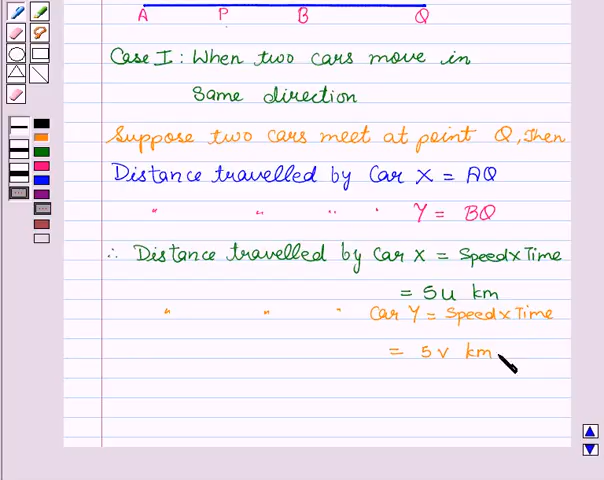 A P B Q
Case I: When two cars move in
Same direction
Suppose two cars meet at point Q, Then
Distance travelled by Car X = AQ
" " " " Y = BQ
∴ Distance travelled by Car X = Speed×Time
= 5u km
" " " Car Y = Speed×Time
= 5v km